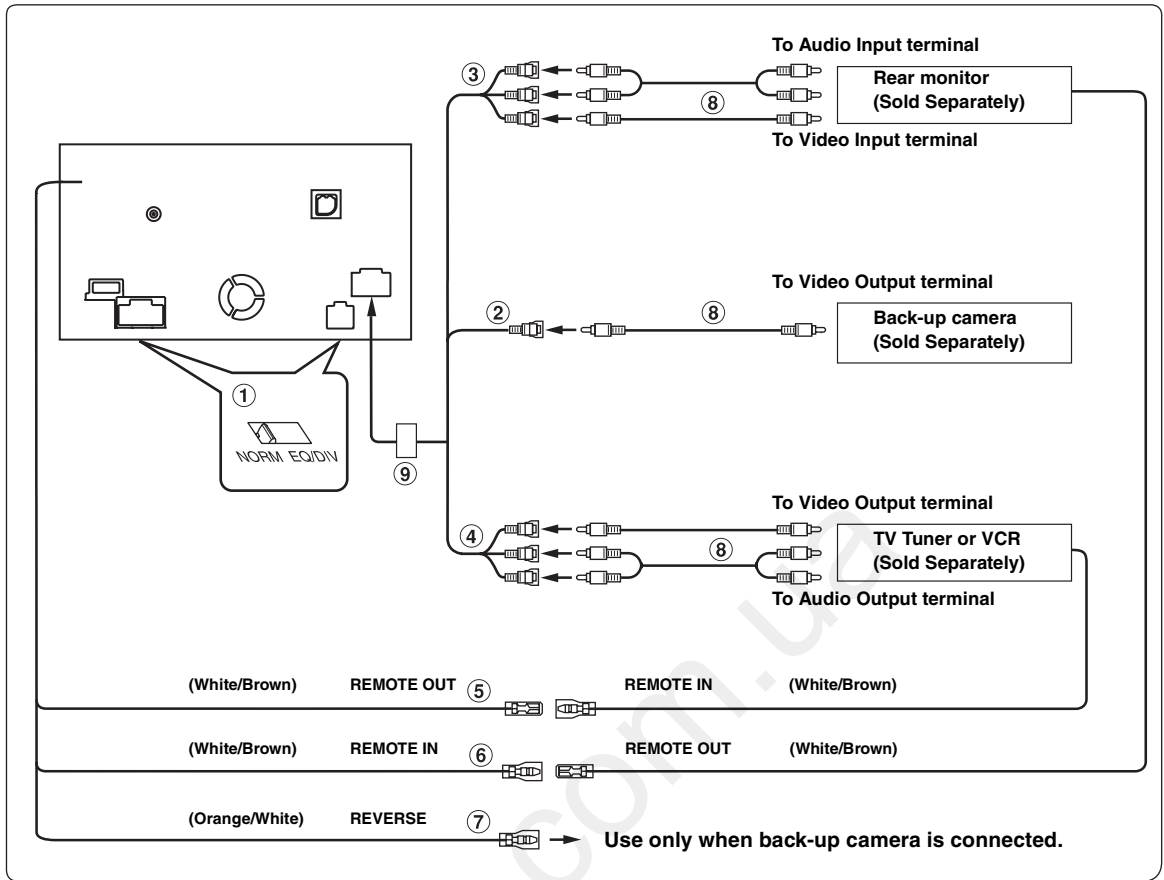 To Audio Input terminal
③
Rear monitor
(Sold Separately)
⑧
To Video Input terminal
To Video Output terminal
②
⑧
Back-up camera
(Sold Separately)
①
NORM EQ/DIV
⑨
To Video Output terminal
④
⑧
TV Tuner or VCR
(Sold Separately)
To Audio Output terminal
(White/Brown) REMOTE OUT ⑤ REMOTE IN (White/Brown)
(White/Brown) REMOTE IN ⑥ REMOTE OUT (White/Brown)
(Orange/White) REVERSE ⑦
Use only when back-up camera is connected.
com.ua